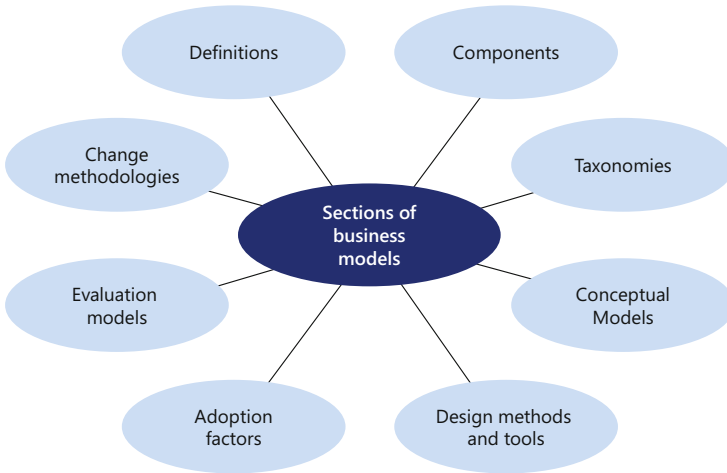 Definitions
Components
Change
methodologies
Taxonomies
Sections of
business
models
Evaluation
models
Conceptual
Models
Adoption
factors
Design methods
and tools